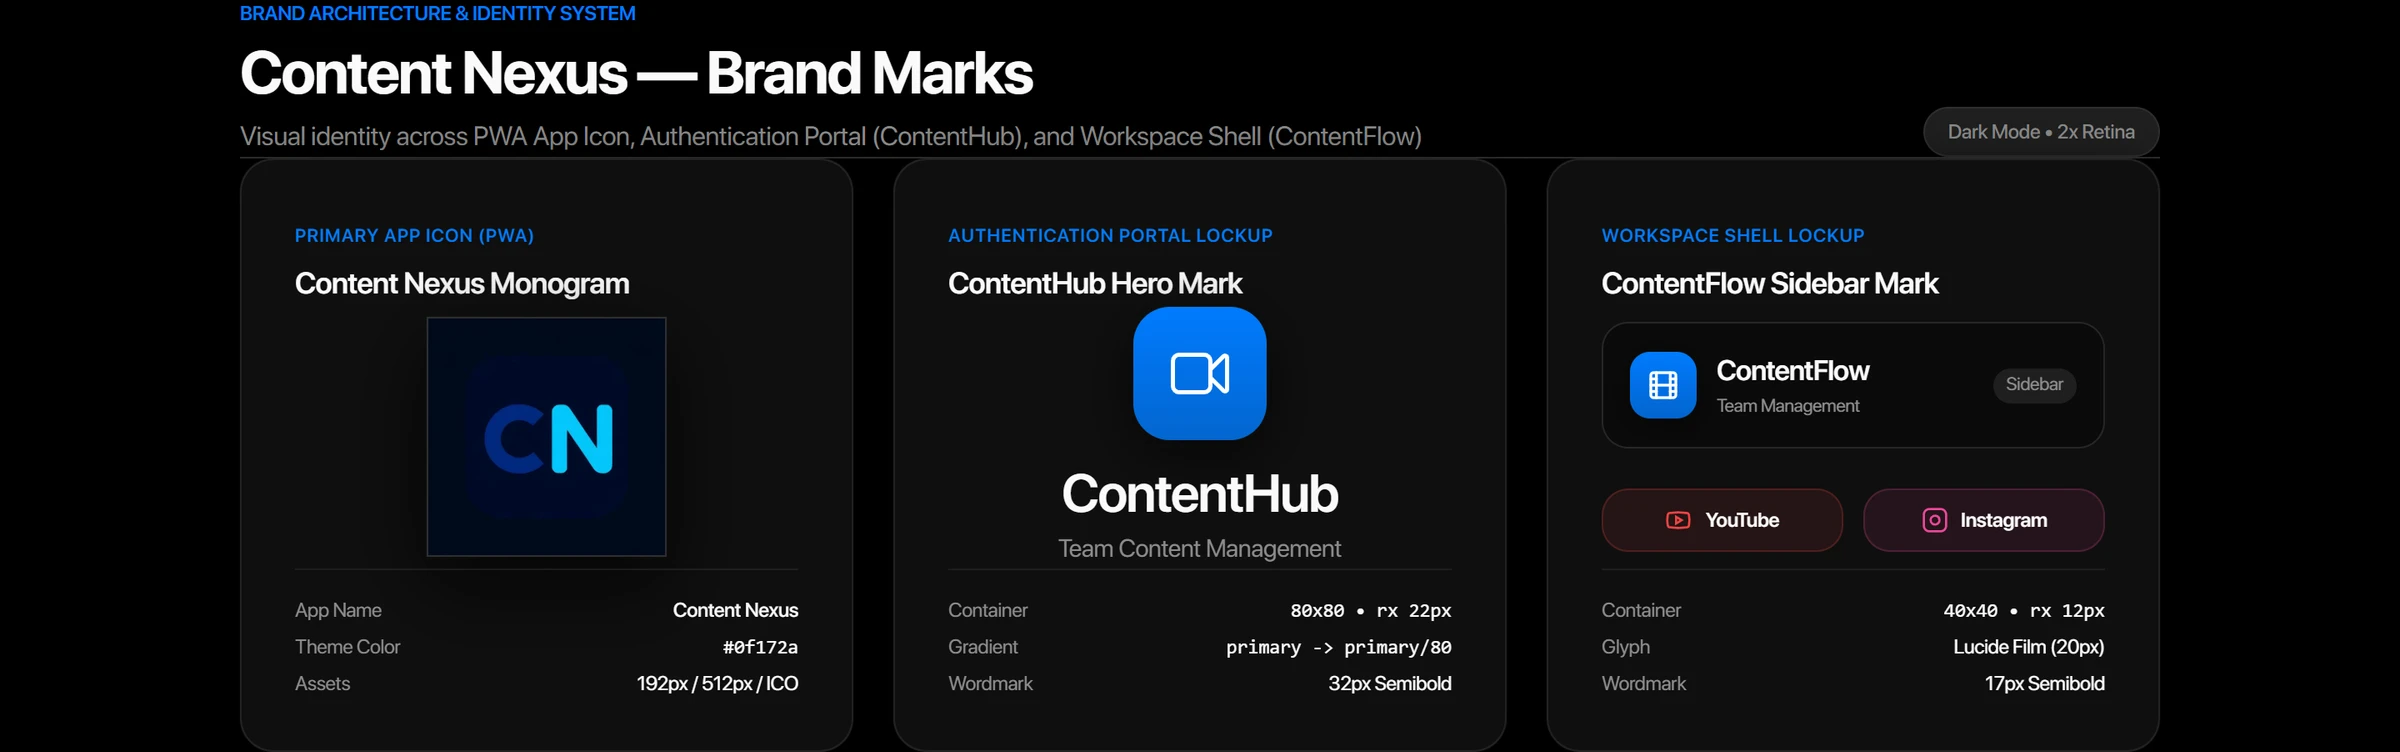 BRAND ARCHITECTURE & IDENTITY SYSTEM
Content Nexus — Brand Marks
Visual identity across PWA App Icon, Authentication Portal (ContentHub), and Workspace Shell (ContentFlow)
Dark Mode • 2x Retina
PRIMARY APP ICON (PWA)
Content Nexus Monogram
CN
App Name Content Nexus
Theme Color #0f172a
Assets 192px / 512px / ICO
AUTHENTICATION PORTAL LOCKUP
ContentHub Hero Mark
ContentHub
Team Content Management
Container 80x80 • rx 22px
Gradient primary -> primary/80
Wordmark 32px Semibold
WORKSPACE SHELL LOCKUP
ContentFlow Sidebar Mark
ContentFlow
Team Management
Sidebar
YouTube
Instagram
Container 40x40 • rx 12px
Glyph Lucide Film (20px)
Wordmark 17px Semibold